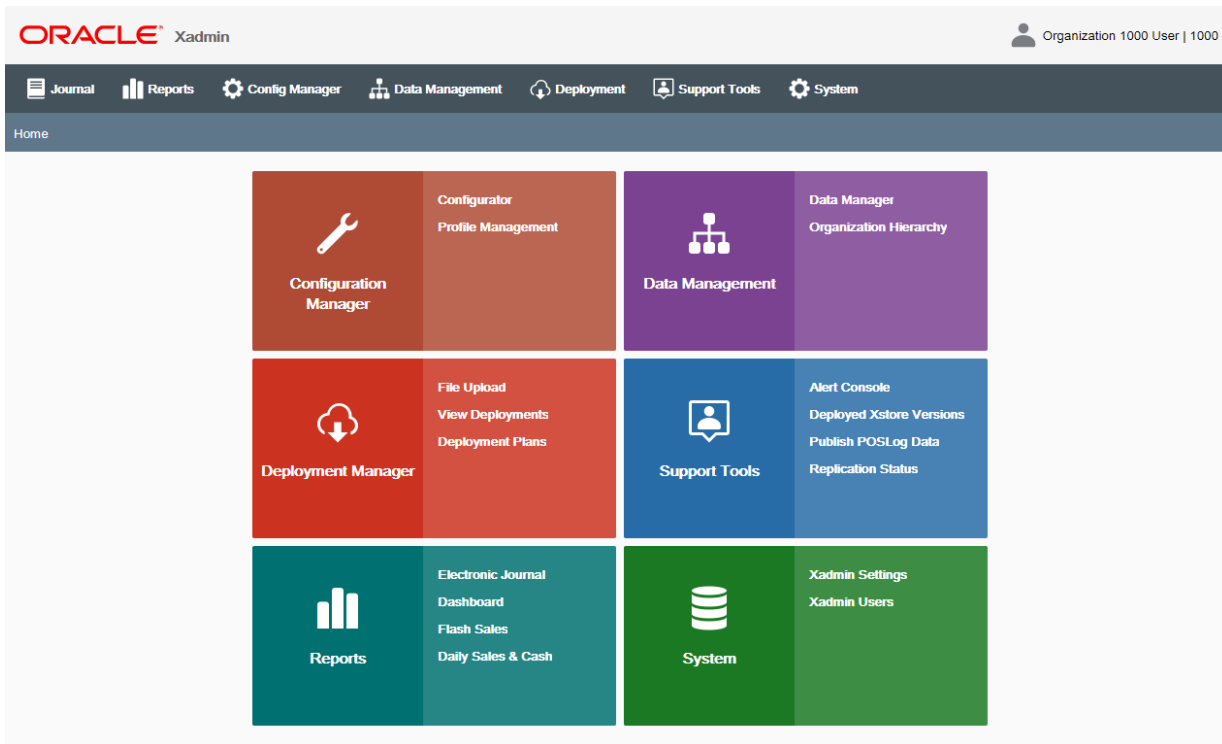 ORACLE® Xadmin
Organization 1000 User | 1000
Journal Reports Config Manager Data Management Deployment Support Tools System
Home
Configuration
Manager
Configurator
Profile Management
Data Management
Data Manager
Organization Hierarchy
Deployment Manager
File Upload
View Deployments
Deployment Plans
Support Tools
Alert Console
Deployed Xstore Versions
Publish POSLog Data
Replication Status
Reports
Electronic Journal
Dashboard
Flash Sales
Daily Sales & Cash
System
Xadmin Settings
Xadmin Users